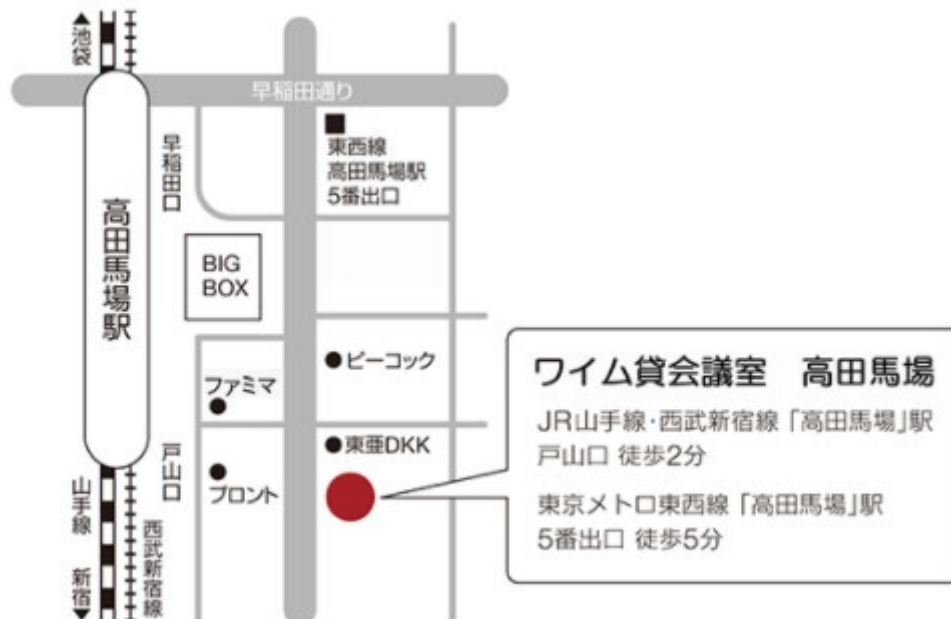 ▲池袋
早稲田通り
東西線
高田馬場駅
5番出口
早稲田口
高田馬場駅
BIG
BOX
ピーコック
ファミマ
東亜DKK
戸山口
プロント
山手線
新宿▼
西武新宿線
ワイム貸会議室 高田馬場
JR山手線・西武新宿線「高田馬場」駅
戸山口 徒歩2分
東京メトロ東西線「高田馬場」駅
5番出口 徒歩5分